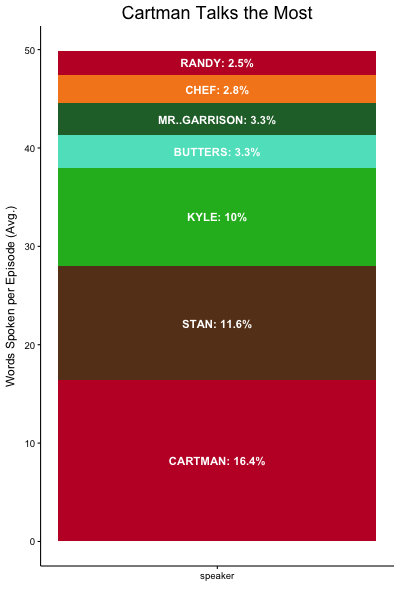 Cartman Talks the Most
Words Spoken per Episode (Avg.)
50
40
30
20
10
0
RANDY: 2.5%
CHEF: 2.8%
MR..GARRISON: 3.3%
BUTTERS: 3.3%
KYLE: 10%
STAN: 11.6%
CARTMAN: 16.4%
speaker